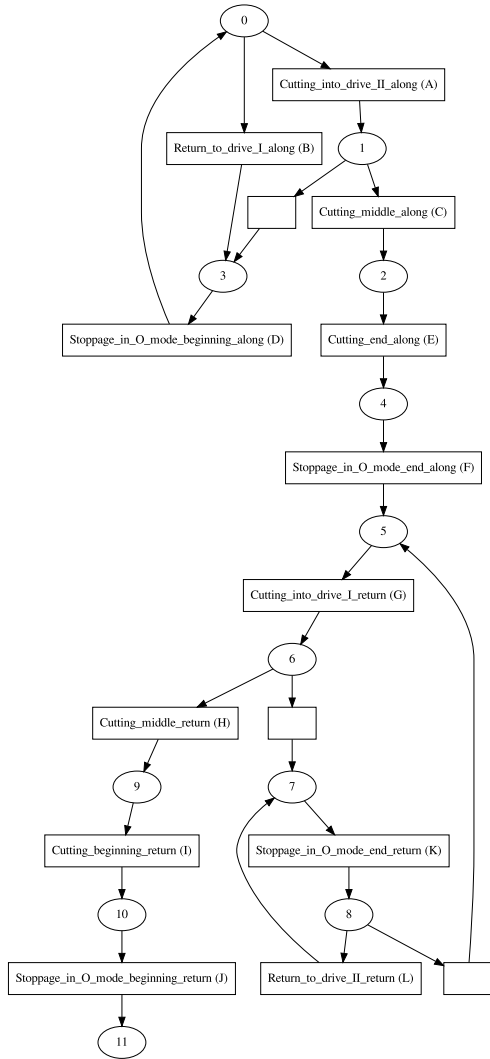 0
Cutting_into_drive_II_along (A)
Return_to_drive_I_along (B)
1
Cutting_middle_along (C)
3
2
Stoppage_in_O_mode_beginning_along (D)
Cutting_end_along (E)
4
Stoppage_in_O_mode_end_along (F)
5
Cutting_into_drive_I_return (G)
6
Cutting_middle_return (H)
9
7
Cutting_beginning_return (I)
Stoppage_in_O_mode_end_return (K)
10
8
Stoppage_in_O_mode_beginning_return (J)
Return_to_drive_II_return (L)
11